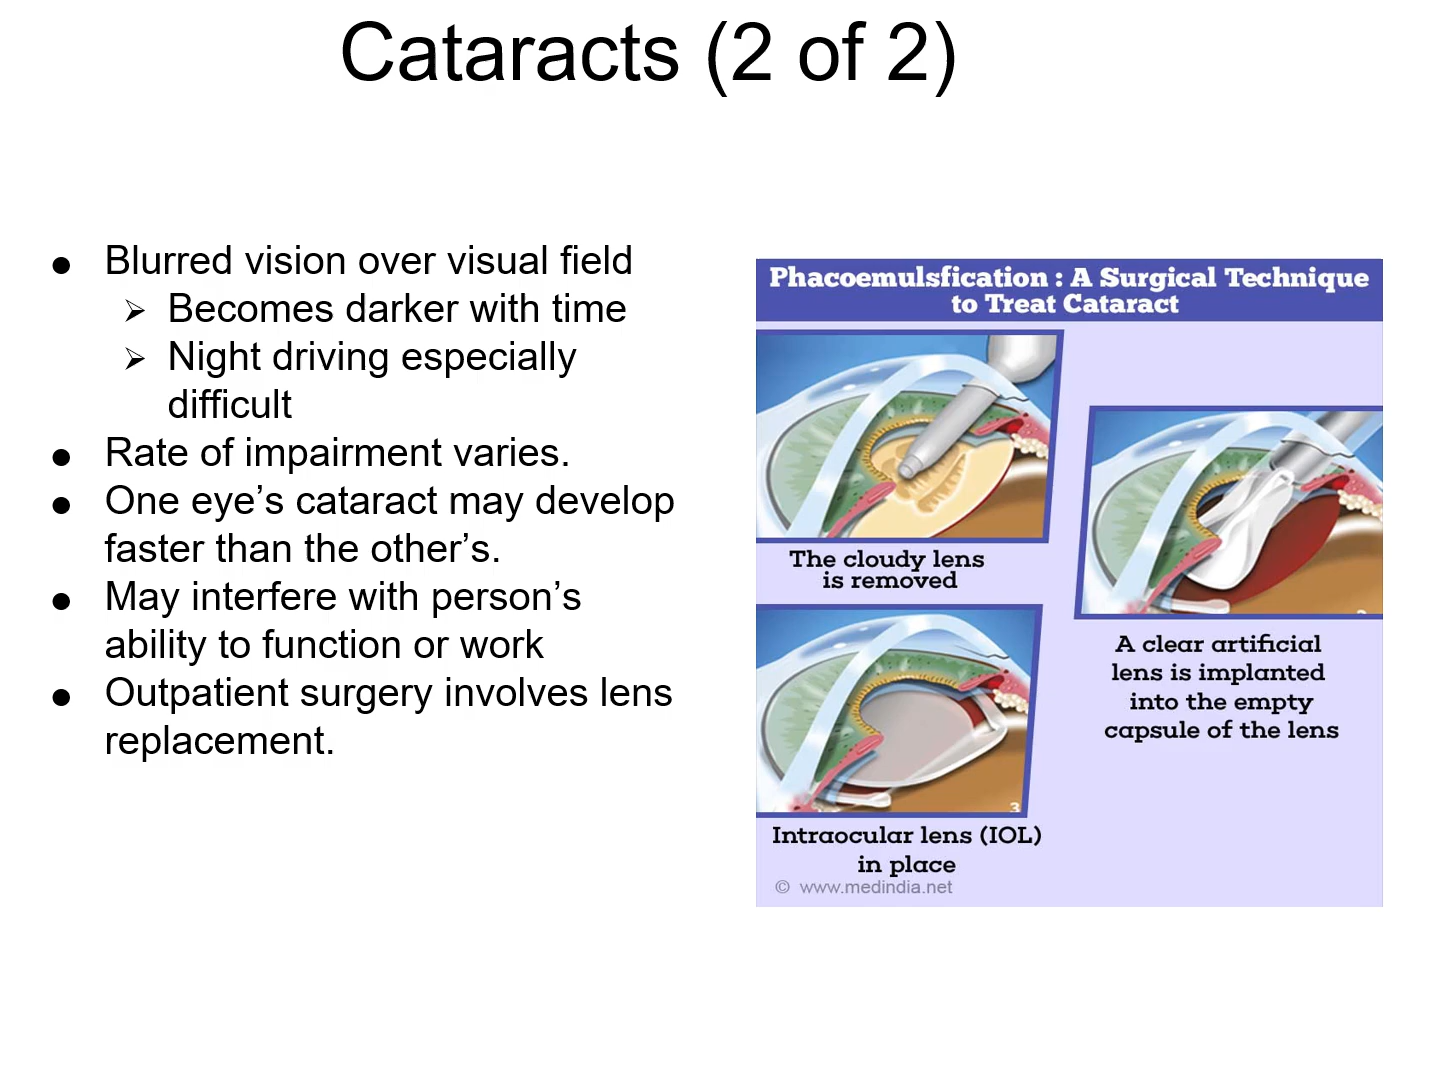 Cataracts (2 of 2)
● Blurred vision over visual field
➢ Becomes darker with time
➢ Night driving especially
difficult
● Rate of impairment varies.
● One eye’s cataract may develop
faster than the other’s.
● May interfere with person’s
ability to function or work
● Outpatient surgery involves lens
replacement.
Phacoemulsfication : A Surgical Technique
to Treat Cataract
The cloudy lens
is removed
A clear artificial
lens is implanted
into the empty
capsule of the lens
3
Intraocular lens (IOL)
in place
© www.medindia.net